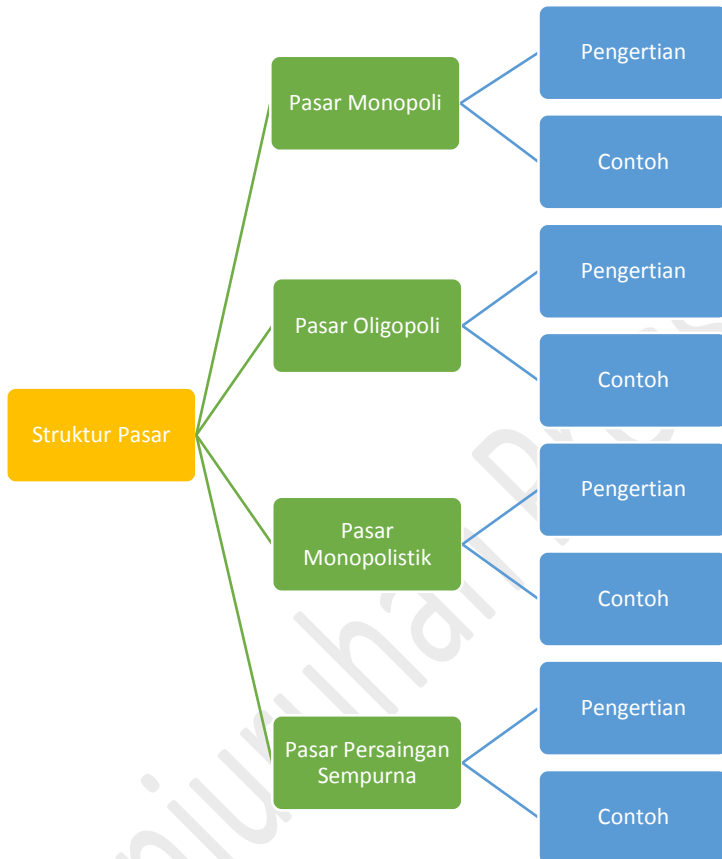 Struktur Pasar
Pasar Monopoli
Pengertian
Contoh
Pasar Oligopoli
Pengertian
Contoh
Pasar
Monopolistik
Pengertian
Contoh
Pasar Persaingan
Sempurna
Pengertian
Contoh